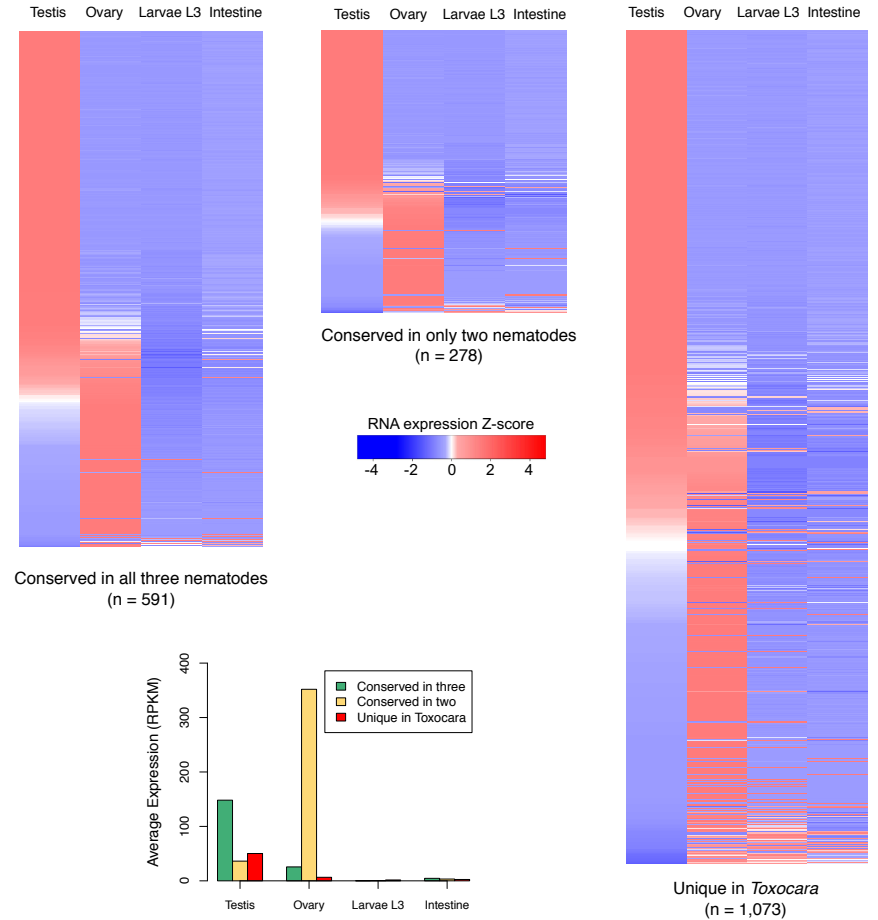 Testis Ovary Larvae L3 Intestine
Testis Ovary Larvae L3 Intestine
Testis Ovary Larvae L3 Intestine
Conserved in only two nematodes
(n = 278)
RNA expression Z-score
-4 -2 0 2 4
Conserved in all three nematodes
(n = 591)
Average Expression (RPKM)
400
300
200
100
0
Conserved in three
Conserved in two
Unique in Toxocara
Testis Ovary Larvae L3 Intestine
Unique in Toxocara
(n = 1,073)